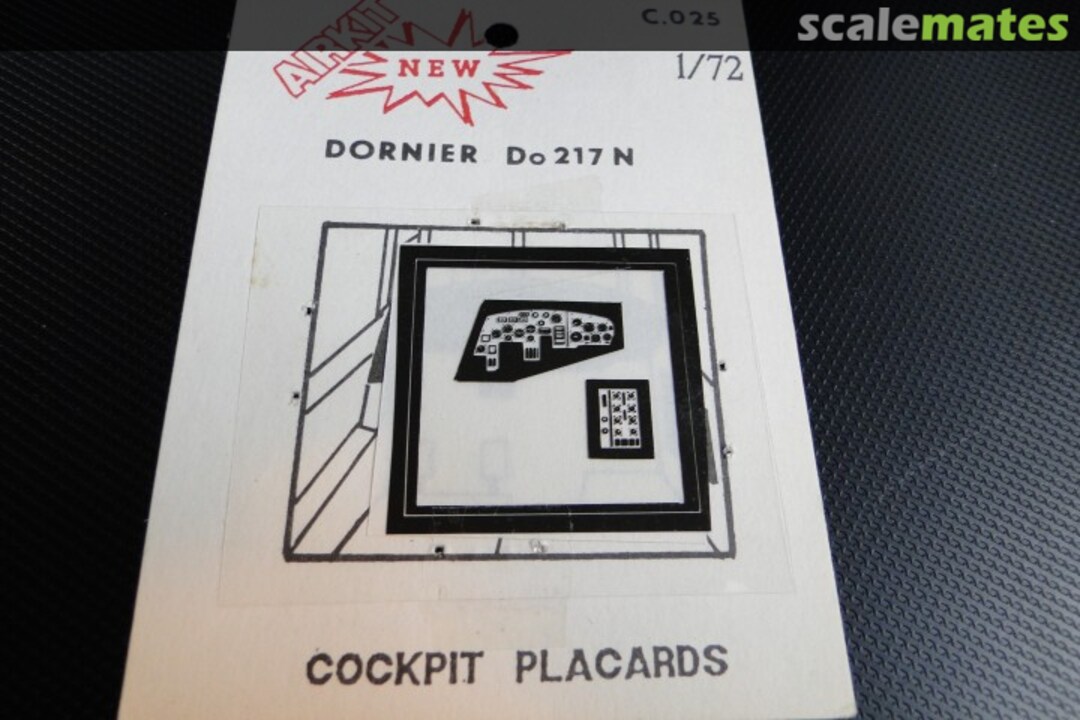 C.025
scalemates
AIRKIT
NEW
1/72
DORNIER Do 217 N
COCKPIT PLACARDS